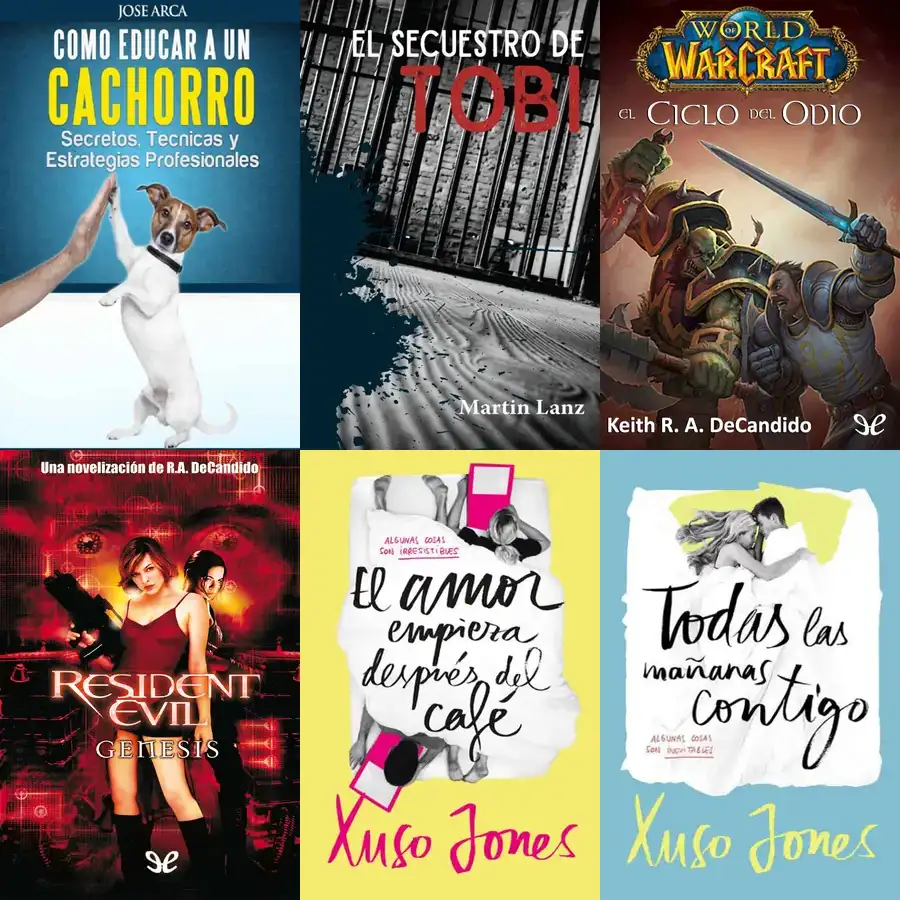 JOSE ARCA
COMO EDUCAR A UN
CACHORRO
Secretos, Tecnicas y
Estrategias Profesionales
EL SECUESTRO DE
TOBI
Martin Lanz
WORLD
OF
WARCRAFT
EL CICLO DEL ODIO
Keith R. A. DeCandido
Una novelización de R.A. DeCandido
RESIDENT
EVIL
GENESIS
ALGUNAS COSAS
SON IRRESISTIBLES
El amor
empieza
después del
café
Xuso Jones
Todas las
mañanas
contigo
ALGUNAS COSAS
SON INEVITABLES
Xuso Jones